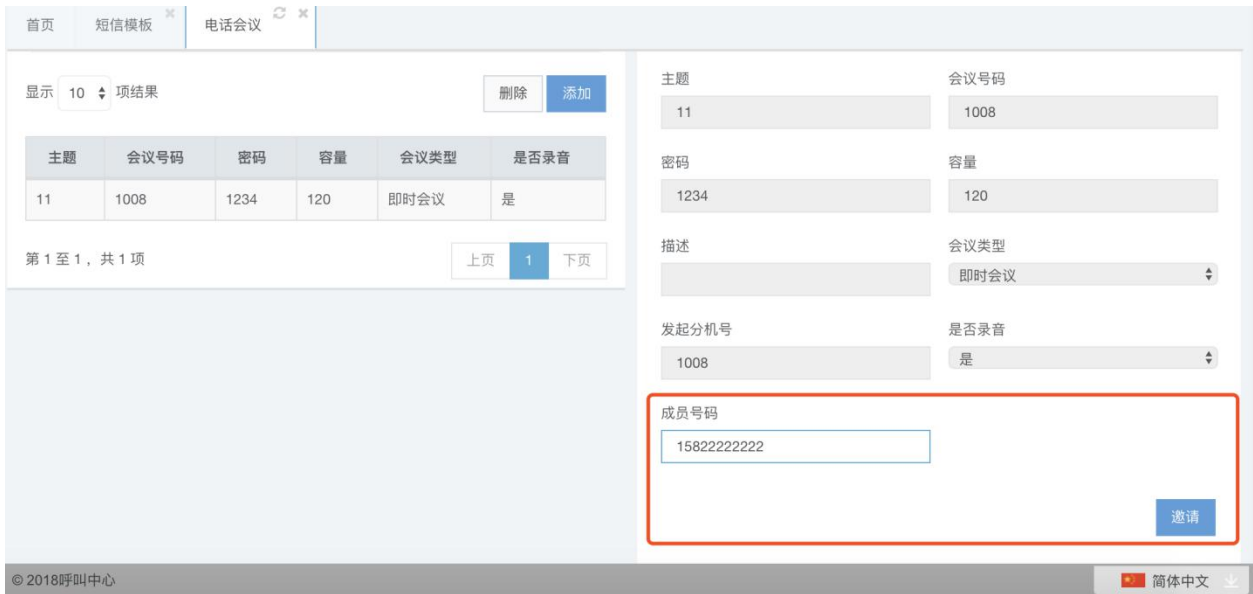 首页 短信模板 电话会议
显示 10 项结果 删除 添加
主题 会议号码 密码 容量 会议类型 是否录音
11 1008 1234 120 即时会议 是
第 1 至 1，共 1 项 上页 1 下页
主题 会议号码
11 1008
密码 容量
1234 120
描述 会议类型
即时会议
发起分机号 是否录音
1008 是
成员号码
15822222222
邀请
© 2018呼叫中心 简体中文